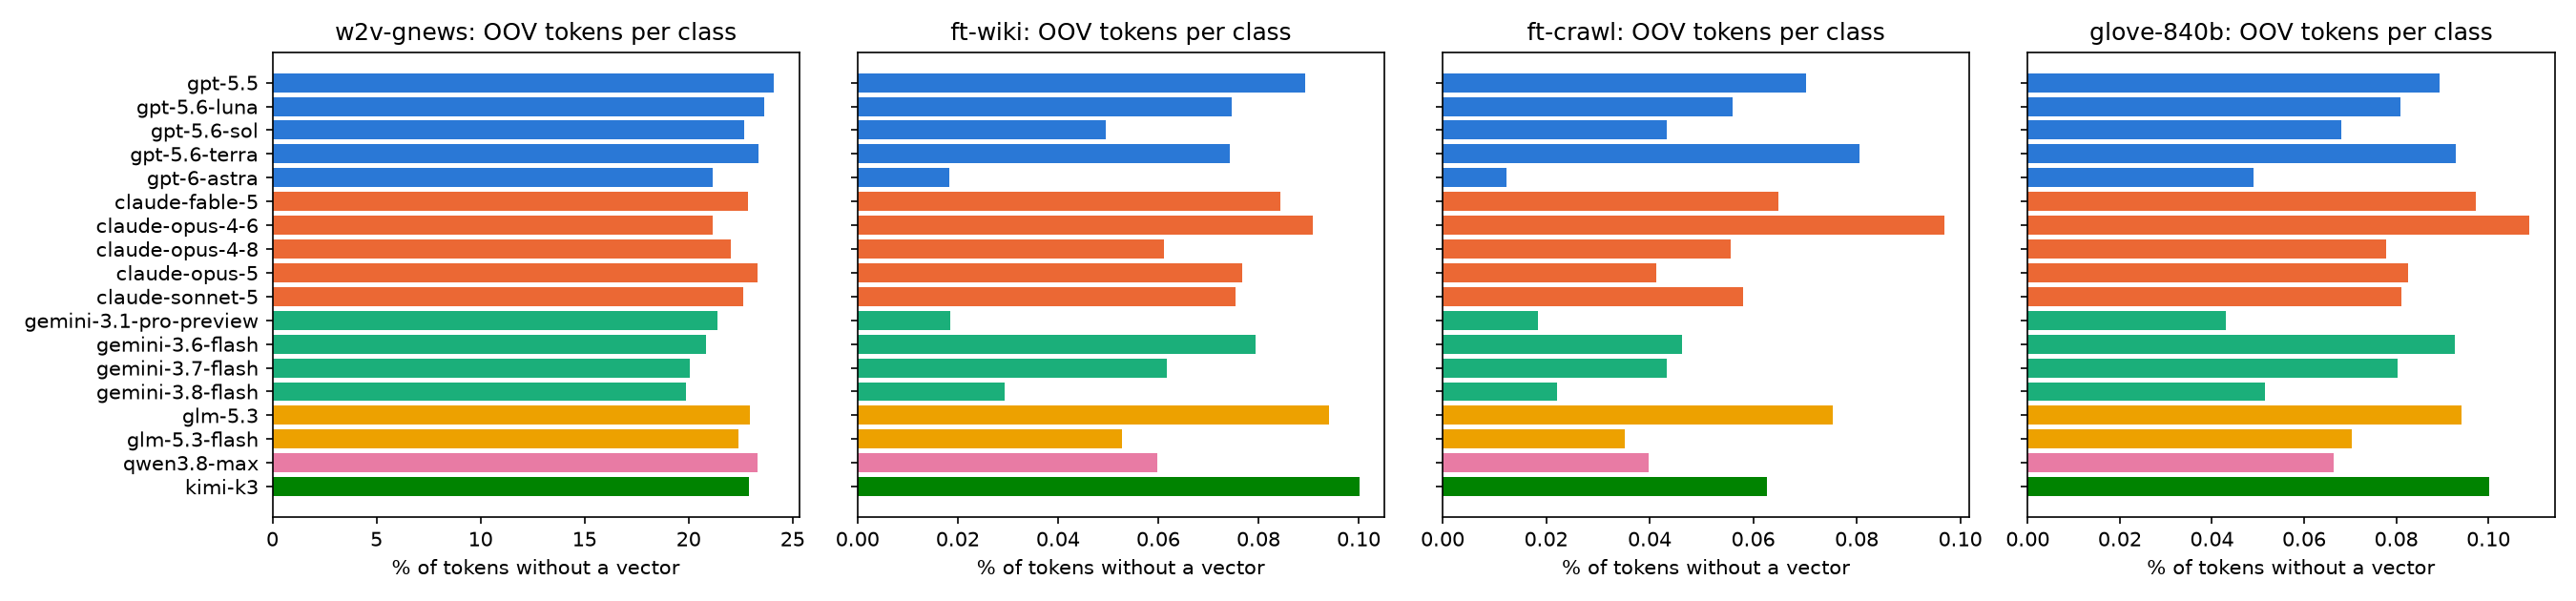 w2v-gnews: OOV tokens per class
ft-wiki: OOV tokens per class
ft-crawl: OOV tokens per class
glove-840b: OOV tokens per class
gpt-5.5
gpt-5.6-luna
gpt-5.6-sol
gpt-5.6-terra
gpt-6-astra
claude-fable-5
claude-opus-4-6
claude-opus-4-8
claude-opus-5
claude-sonnet-5
gemini-3.1-pro-preview
gemini-3.6-flash
gemini-3.7-flash
gemini-3.8-flash
glm-5.3
glm-5.3-flash
qwen3.8-max
kimi-k3
0 5 10 15 20 25
0.00 0.02 0.04 0.06 0.08 0.10
0.00 0.02 0.04 0.06 0.08 0.10
0.00 0.02 0.04 0.06 0.08 0.10
% of tokens without a vector
% of tokens without a vector
% of tokens without a vector
% of tokens without a vector